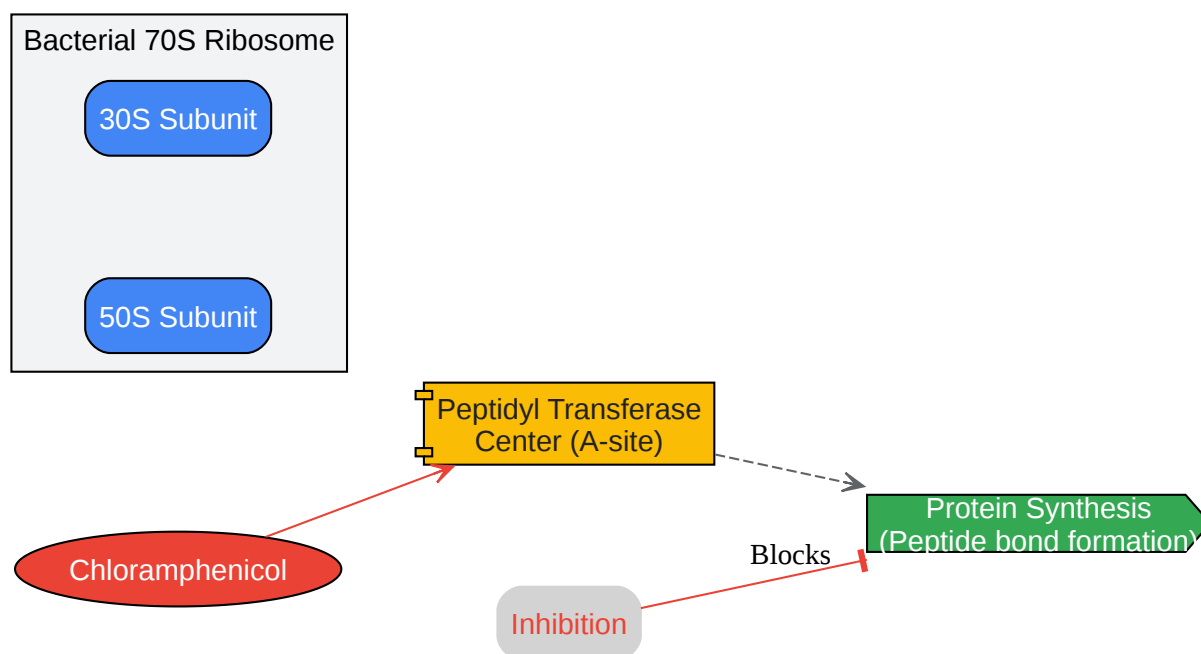 Bacterial 70S Ribosome
30S Subunit
50S Subunit
Peptidyl Transferase
Center (A-site)
Protein Synthesis
(Peptide bond formation)
Blocks
Chloramphenicol
Inhibition